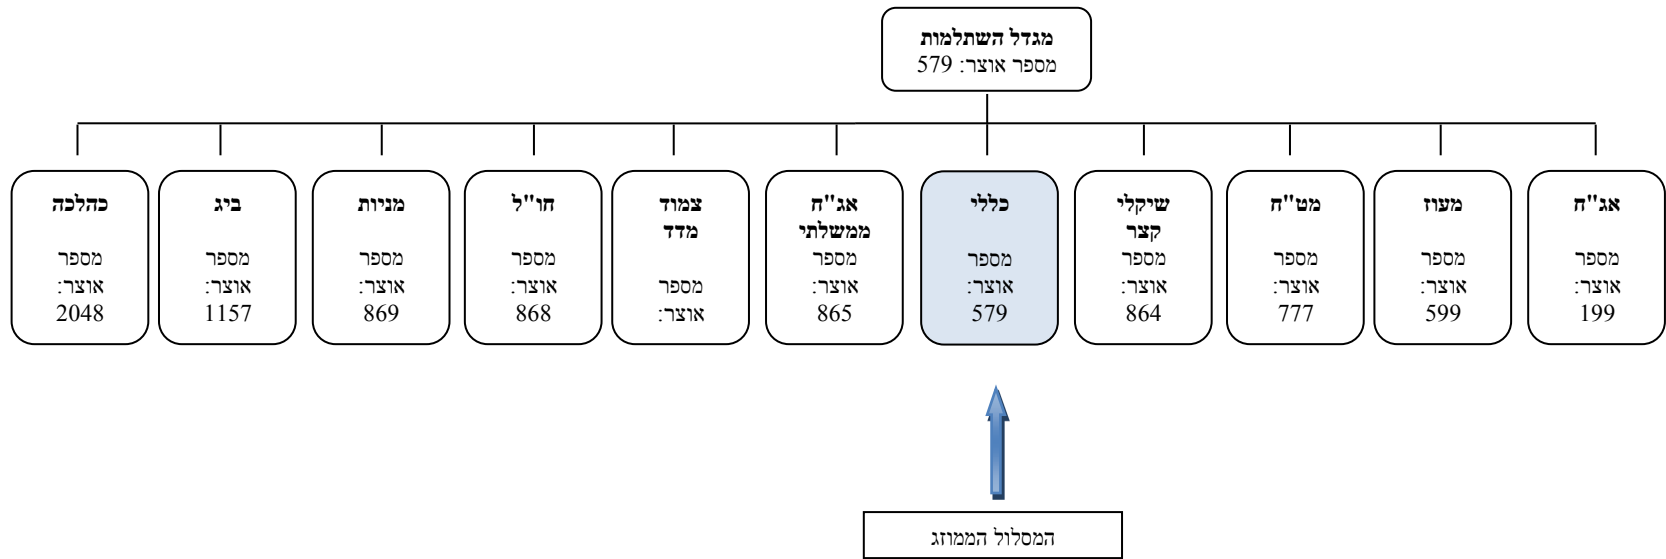 מגדל השתלמות
מספר אוצר: 579
אג"ח
מספר
אוצר:
199
מעוז
מספר
אוצר:
599
מט"ח
מספר
אוצר:
777
שיקלי
קצר
מספר
אוצר:
864
כללי
מספר
אוצר:
579
אג"ח
ממשלתי
מספר
אוצר:
865
צמוד
מדד
מספר
אוצר:
חו"ל
מספר
אוצר:
868
מניות
מספר
אוצר:
869
ביג
מספר
אוצר:
1157
כהלכה
מספר
אוצר:
2048
המסלול הממוזג